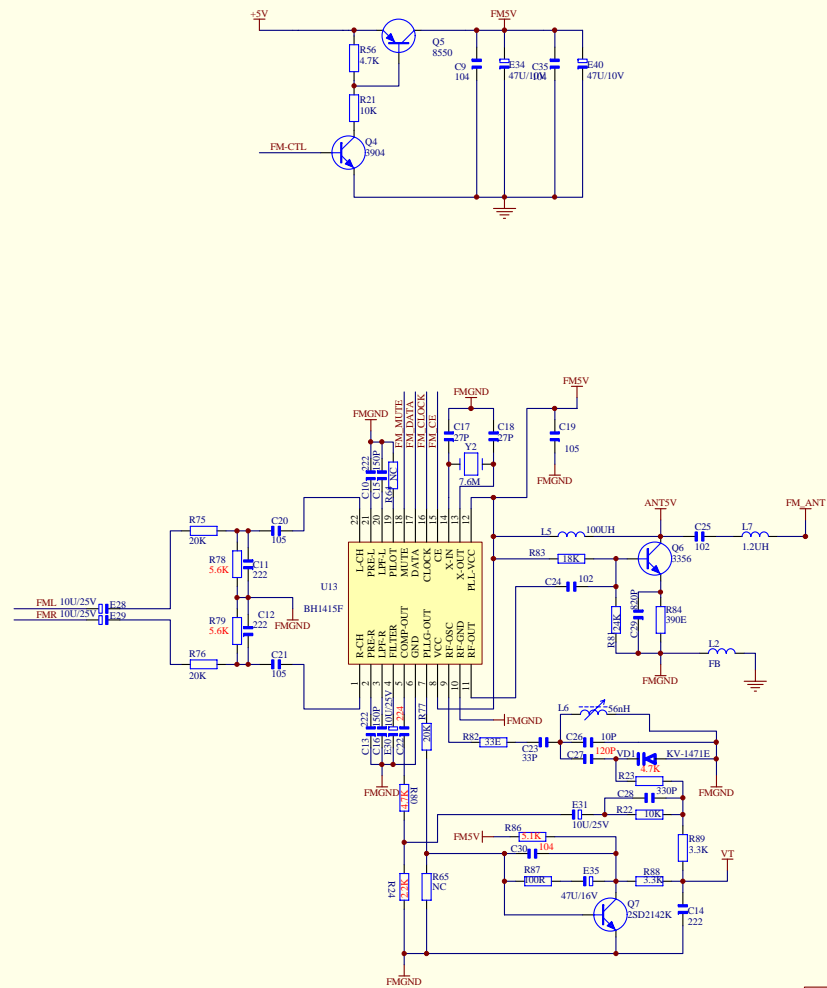 +5V
FM5V
Q5
8550
R56
4.7K
C9
104
E34
47U/10V
C35
104
E40
47U/10V
R21
10K
Q4
3904
FM-CTL
FM5V
FMGND
FM_MUTE
FM_DATA
FM_CLOCK
FM_CE
FMGND
C17
27P
C18
27P
C19
105
Y2
7.6M
FMGND
222
150P
C10
C15
R64
NC
22
21
20
19
18
17
16
15
14
13
12
L-CH
PRE-L
LPF-L
PILOT
MUTE
DATA
CLOCK
CE
X-IN
X-OUT
PLL-VCC
U13
BH1415F
R-CH
PRE-R
LPF-R
FILTER
COMP-OUT
GND
PLLG-OUT
VCC
RF-OSC
RF-GND
RF-OUT
1
2
3
4
5
6
7
8
9
10
11
R75
20K
C20
105
R78
5.6K
C11
222
FML
10U/25V
E28
FMR
10U/25V
E29
C12
222
FMGND
R79
5.6K
R76
20K
C21
105
ANT5V
FM_ANT
L5
100UH
C25
102
L7
1.2UH
Q6
3356
R83
18K
C24
102
24K
820P
C29
R84
390E
L2
FB
FMGND
222
150P
10U/25V
224
C13
C16
E30
C22
R77
20K
FMGND
FMGND
R80
4.7K
R82
33E
C23
33P
L6
56nH
C26
10P
C27
120P
VD1
KV-1471E
R23
4.7K
FMGND
C28
330P
R22
10K
E31
10U/25V
R86
5.1K
FM5V
C30
104
R89
3.3K
VT
R87
100R
E35
47U/16V
R88
3.3K
R24
2.2K
R65
NC
Q7
2SD2142K
C14
222
FMGND